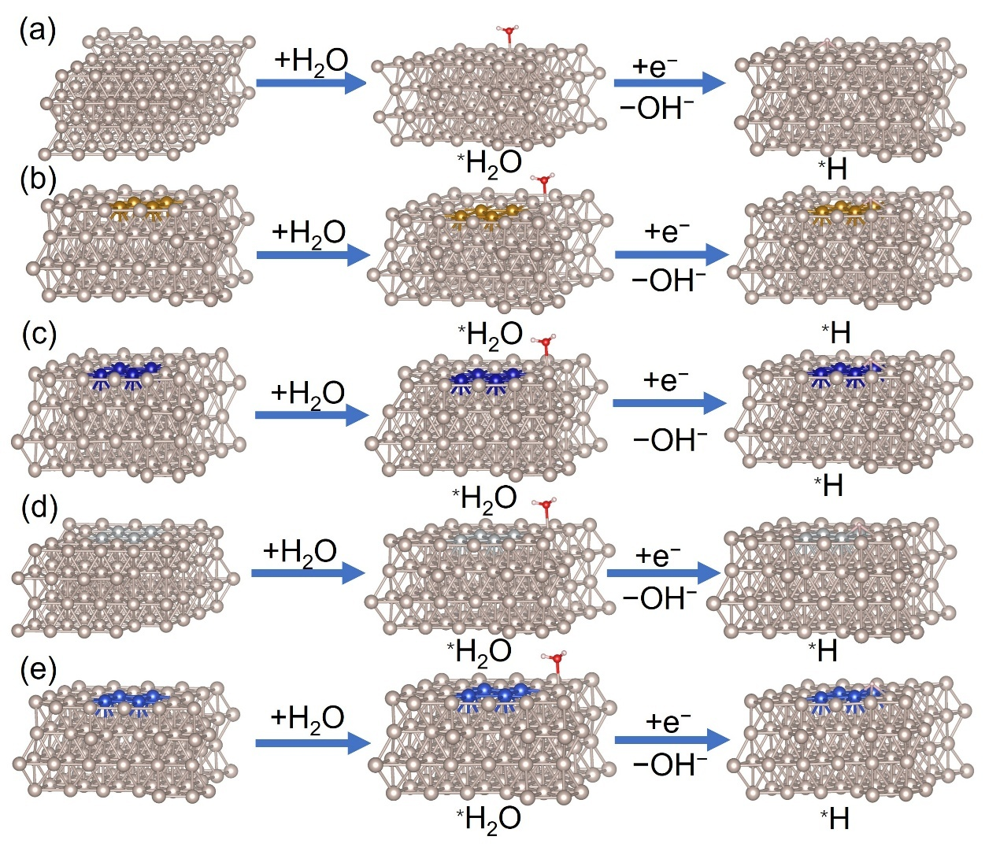 (a)
+H₂O
+e⁻
−OH⁻
*H₂O
*H
(b)
+H₂O
+e⁻
−OH⁻
*H₂O
*H
(c)
+H₂O
+e⁻
−OH⁻
*H₂O
*H
(d)
+H₂O
+e⁻
−OH⁻
*H₂O
*H
(e)
+H₂O
+e⁻
−OH⁻
*H₂O
*H